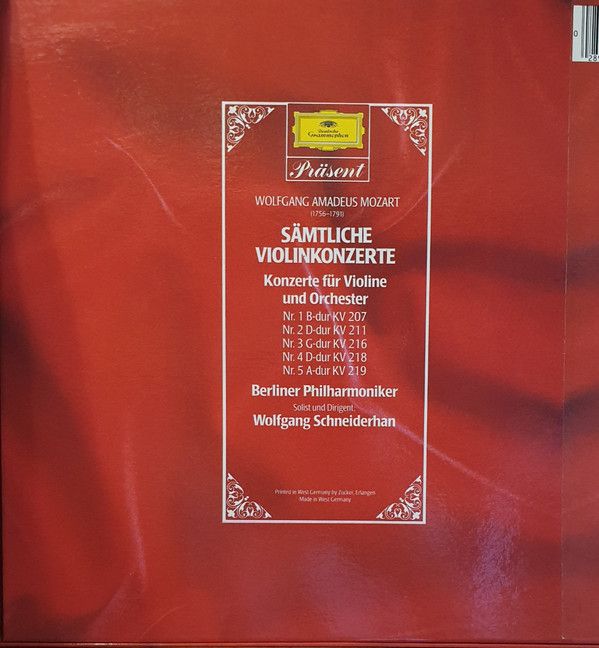 0
28
Deutsche
Grammophon
Präsent
WOLFGANG AMADEUS MOZART
(1756–1791)
SÄMTLICHE
VIOLINKONZERTE
Konzerte für Violine
und Orchester
Nr. 1 B-dur KV 207
Nr. 2 D-dur KV 211
Nr. 3 G-dur KV 216
Nr. 4 D-dur KV 218
Nr. 5 A-dur KV 219
Berliner Philharmoniker
Solist und Dirigent:
Wolfgang Schneiderhan
Printed in West Germany by Zucker, Erlangen
Made in West Germany